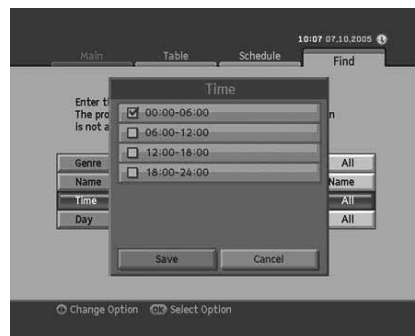 10:07 07.10.2005
Main Table Schedule Find
Enter t
The pro n
is not a
Time
00:00-06:00
06:00-12:00
12:00-18:00
18:00-24:00
Genre All
Name Name
Time All
Day All
Save Cancel
Change Option OK Select Option